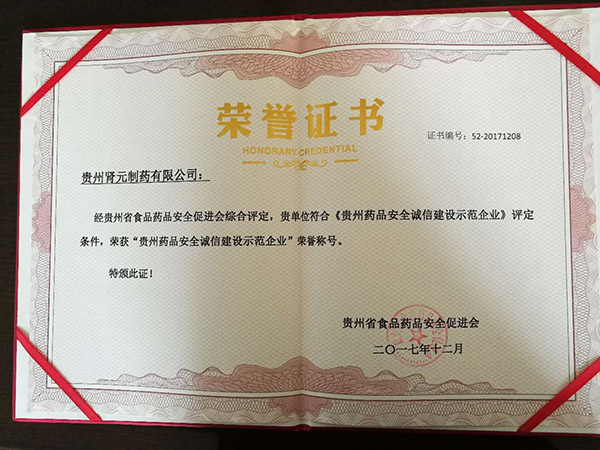 荣誉证书
HONORARY CREDENTIAL
证书编号：52-20171208
贵州肾元制药有限公司：
经贵州省食品药品安全促进会综合评定，贵单位符合《贵州药品安全诚信建设示范企业》评定
条件，荣获“贵州药品安全诚信建设示范企业”荣誉称号。
特颁此证！
贵州省食品药品安全促进会
二〇一七年十二月